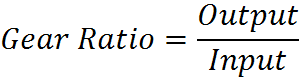 Gear Ratio = Output / Input